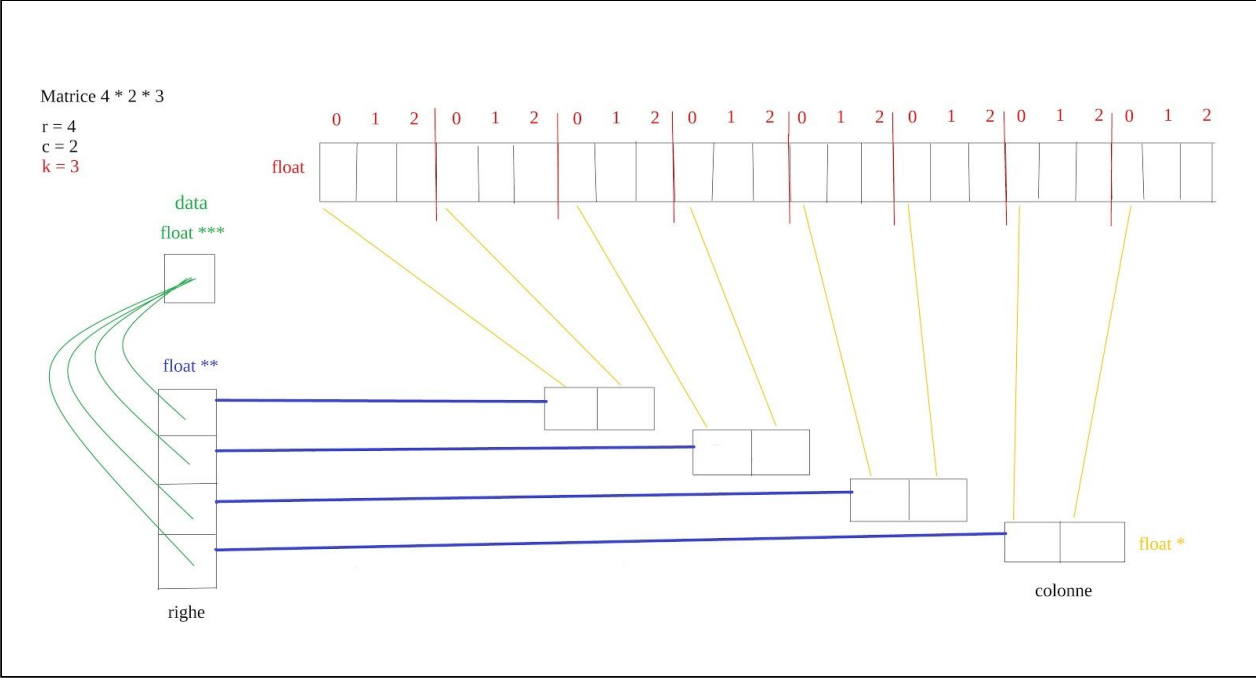 Matrice 4 * 2 * 3
r = 4
c = 2
k = 3
0 1 2 0 1 2 0 1 2 0 1 2 0 1 2 0 1 2 0 1 2 0 1 2
float
data
float ***
float **
float *
righe
colonne